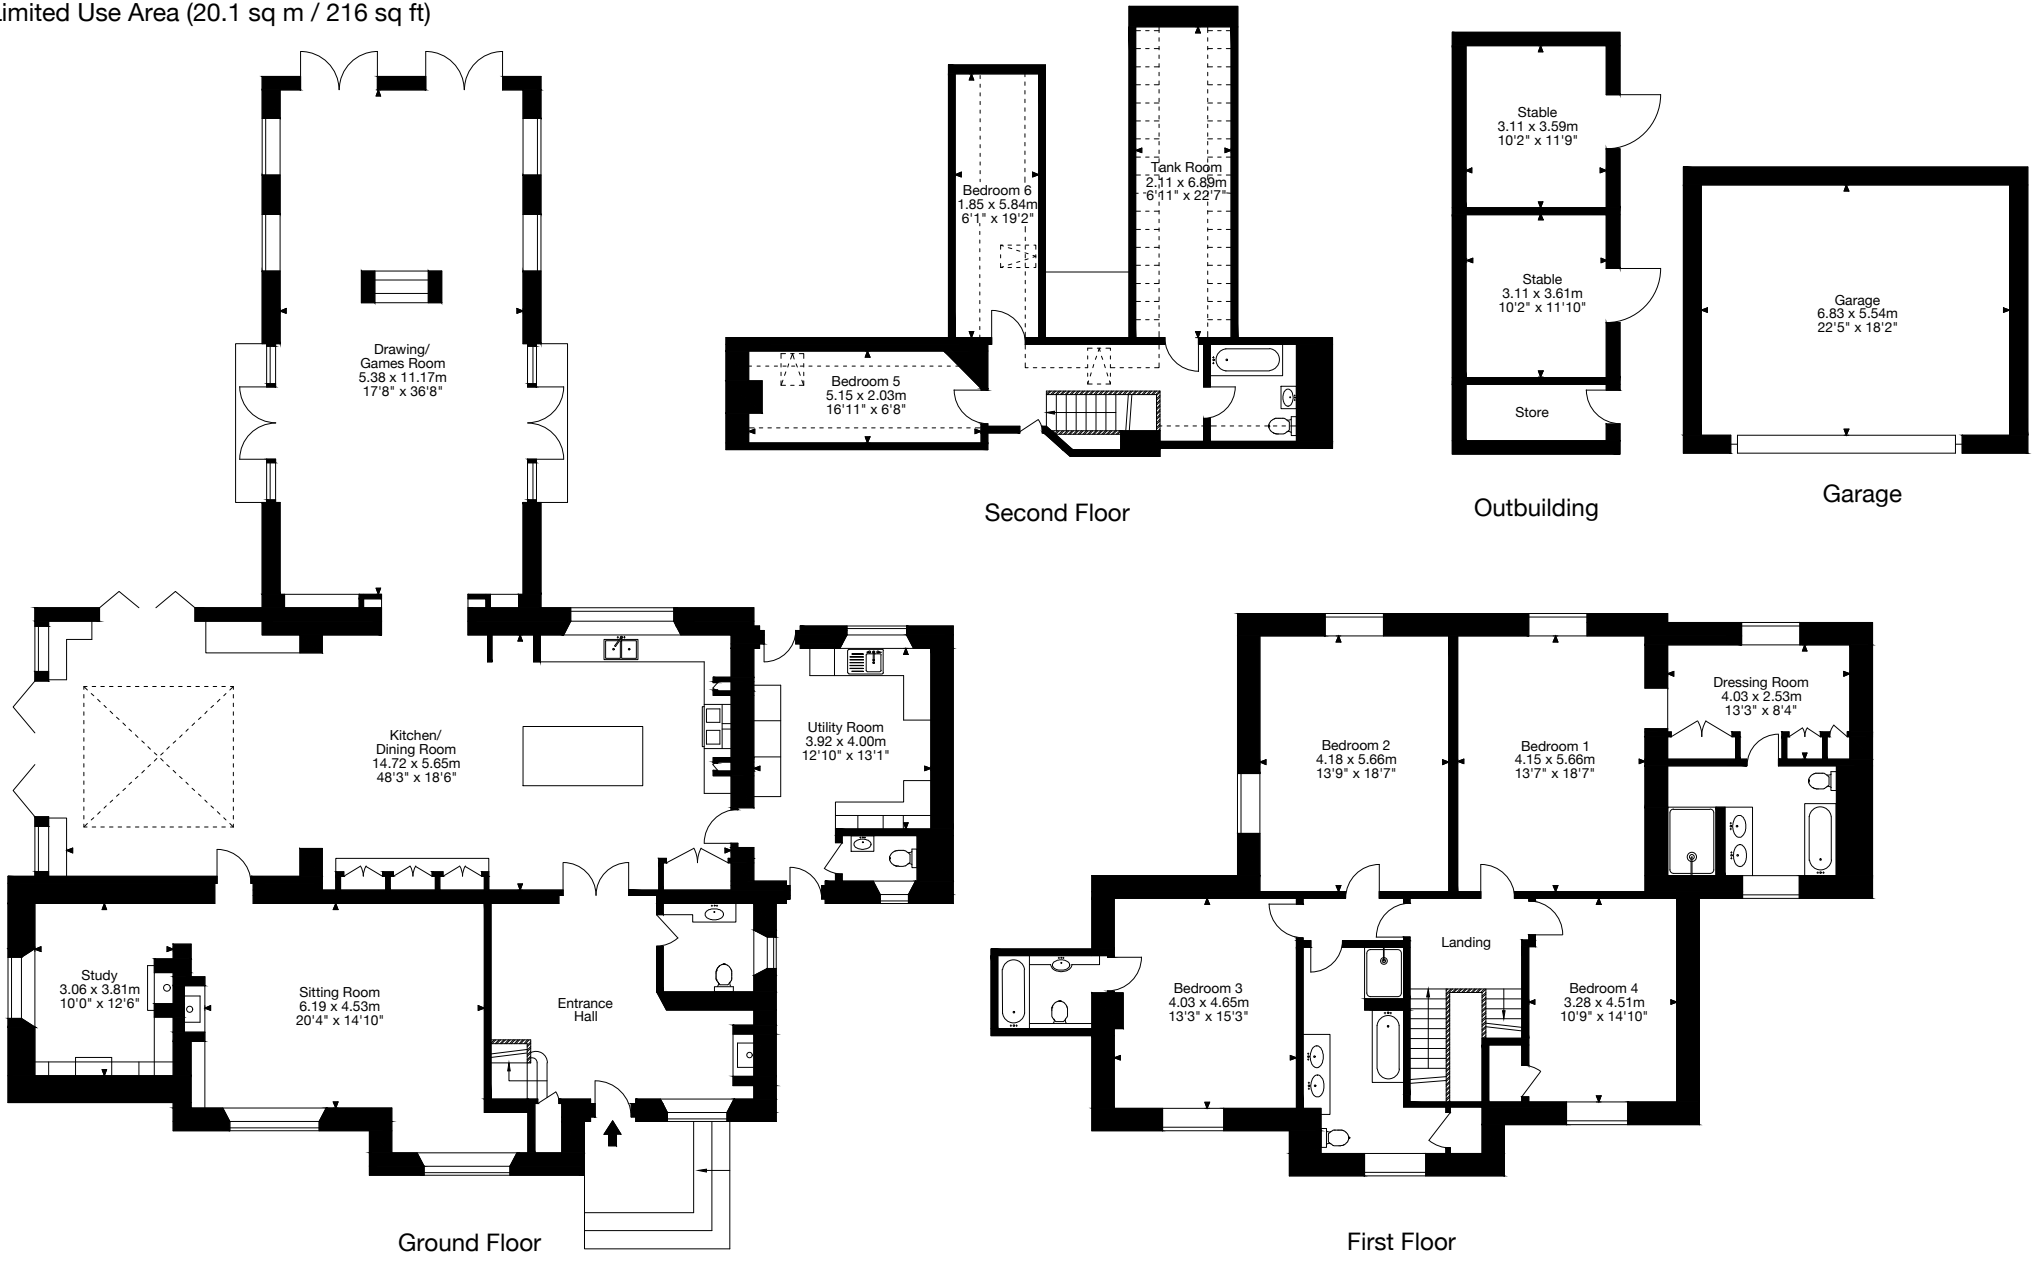 Limited Use Area (20.1 sq m / 216 sq ft)
Drawing/
Games Room
5.38 x 11.17m
17'8" x 36'8"
Kitchen/
Dining Room
14.72 x 5.65m
48'3" x 18'6"
Utility Room
3.92 x 4.00m
12'10" x 13'1"
Study
3.06 x 3.81m
10'0" x 12'6"
Sitting Room
6.19 x 4.53m
20'4" x 14'10"
Entrance
Hall
Ground Floor
Bedroom 6
1.85 x 5.84m
6'1" x 19'2"
Tank Room
2.11 x 6.89m
6'11" x 22'7"
Bedroom 5
5.15 x 2.03m
16'11" x 6'8"
Second Floor
Stable
3.11 x 3.59m
10'2" x 11'9"
Stable
3.11 x 3.61m
10'2" x 11'10"
Store
Outbuilding
Garage
6.83 x 5.54m
22'5" x 18'2"
Garage
Bedroom 2
4.18 x 5.66m
13'9" x 18'7"
Bedroom 1
4.15 x 5.66m
13'7" x 18'7"
Dressing Room
4.03 x 2.53m
13'3" x 8'4"
Landing
Bedroom 3
4.03 x 4.65m
13'3" x 15'3"
Bedroom 4
3.28 x 4.51m
10'9" x 14'10"
First Floor